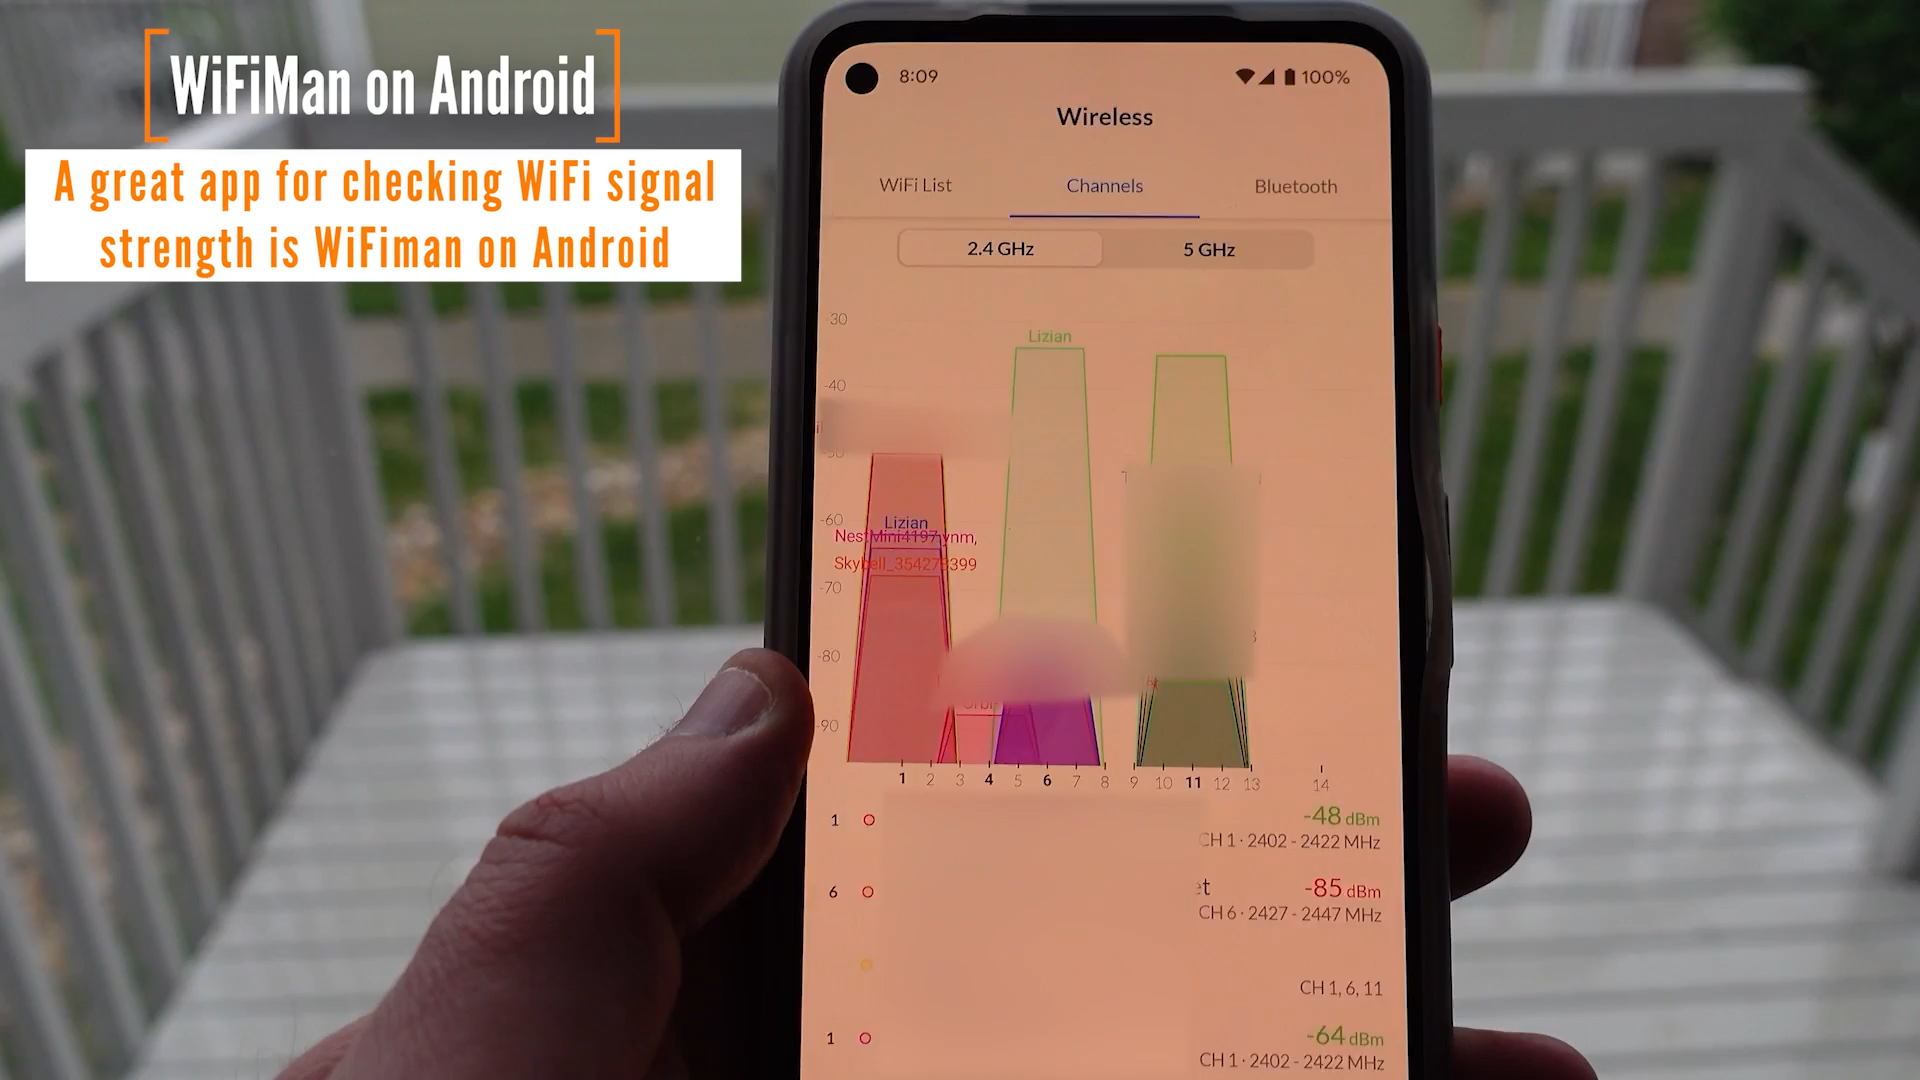 WiFiMan on Android
A great app for checking WiFi signal
strength is WiFiman on Android
8:09
100%
Wireless
WiFi List
Channels
Bluetooth
2.4 GHz
5 GHz
-30
Lizian
-40
-60
Lizian
NestMini4197.ynm,
-70
-80
-90
1 2 3 4 5 6 7 8 9 10 11 12 13 14
1
-48 dBm
CH 1 · 2402 - 2422 MHz
6
-85 dBm
CH 6 · 2427 - 2447 MHz
CH 1, 6, 11
1
-64 dBm
CH 1 · 2402 - 2422 MHz